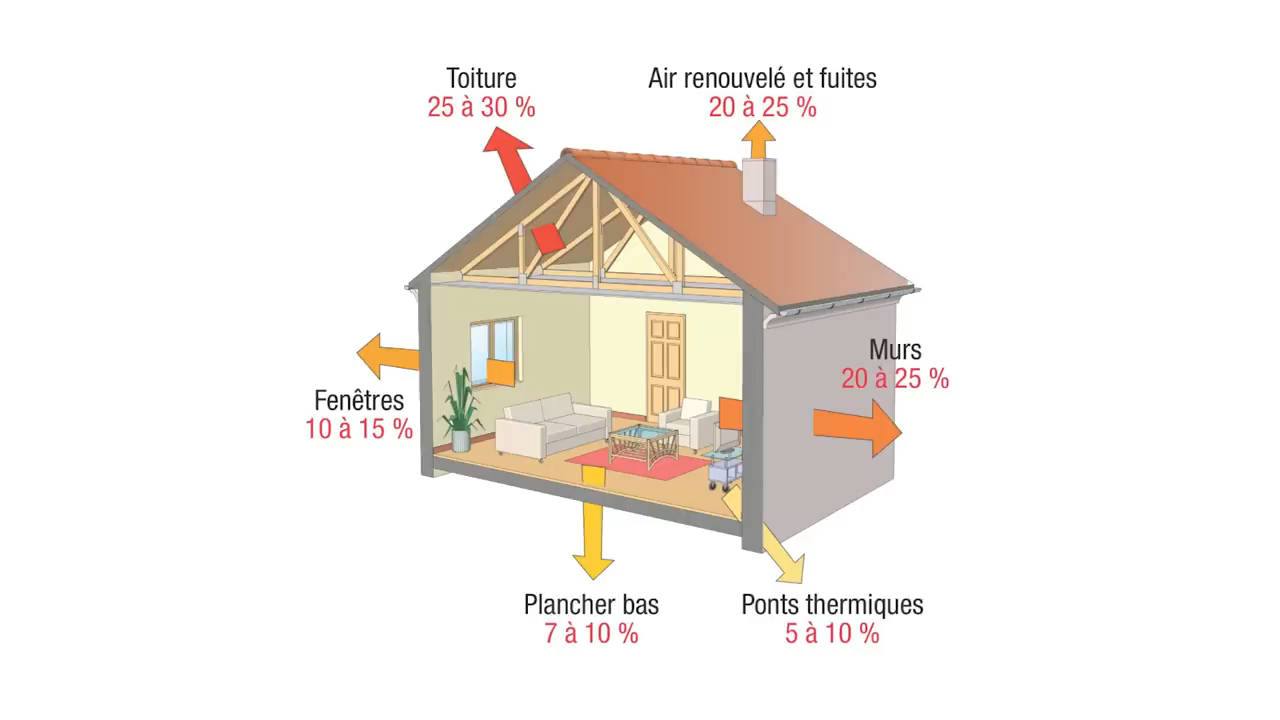 Toiture
25 à 30 %
Air renouvelé et fuites
20 à 25 %
Murs
20 à 25 %
Fenêtres
10 à 15 %
Plancher bas
7 à 10 %
Ponts thermiques
5 à 10 %